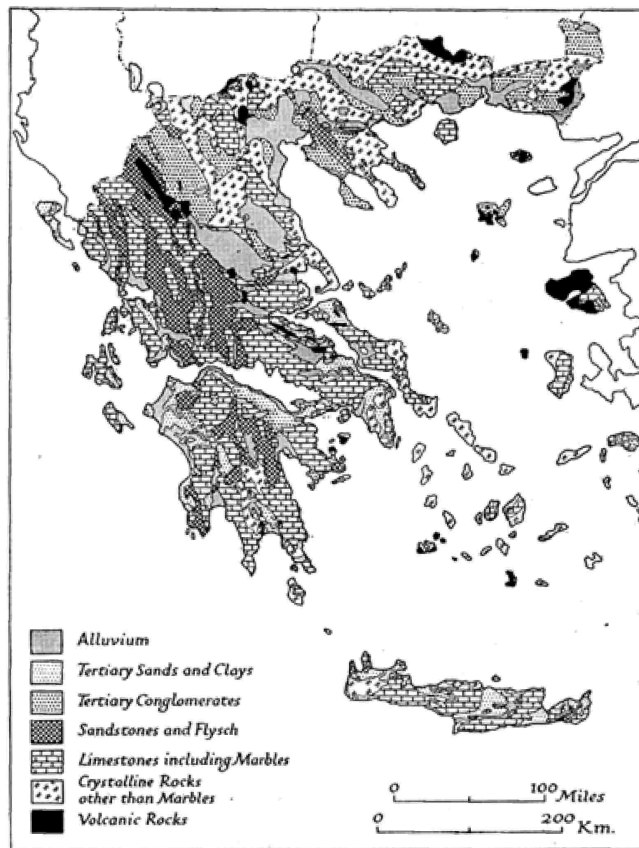 Alluvium
Tertiary Sands and Clays
Tertiary Conglomerates
Sandstones and Flysch
Limestones including Marbles
Crystalline Rocks
other than Marbles
Volcanic Rocks
0 100 Miles
0 200 Km.